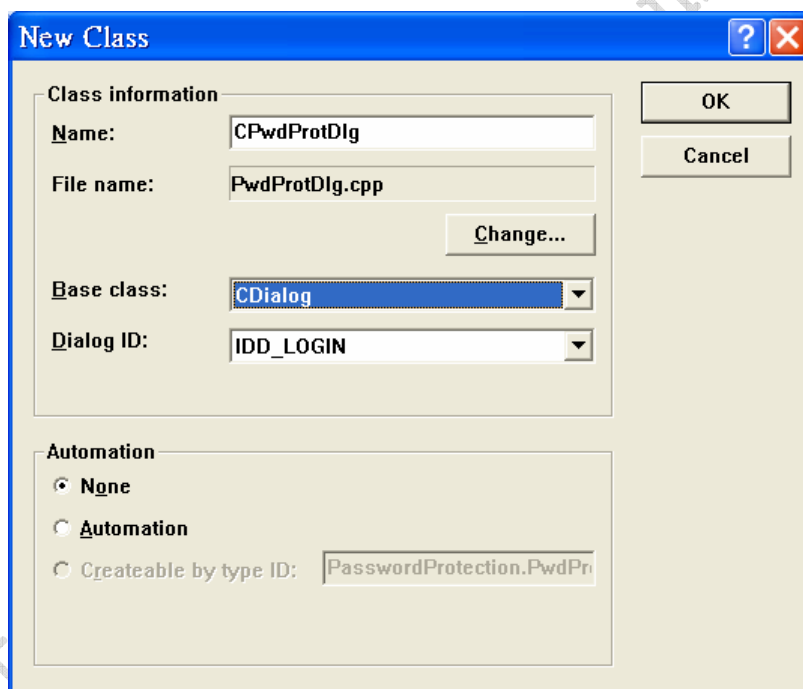 New Class
Class information
Name: CPwdProtDlg
File name: PwdProtDlg.cpp
Change...
Base class: CDialog
Dialog ID: IDD_LOGIN
OK
Cancel
Automation
None
Automation
Createable by type ID: PasswordProtection.PwdPr